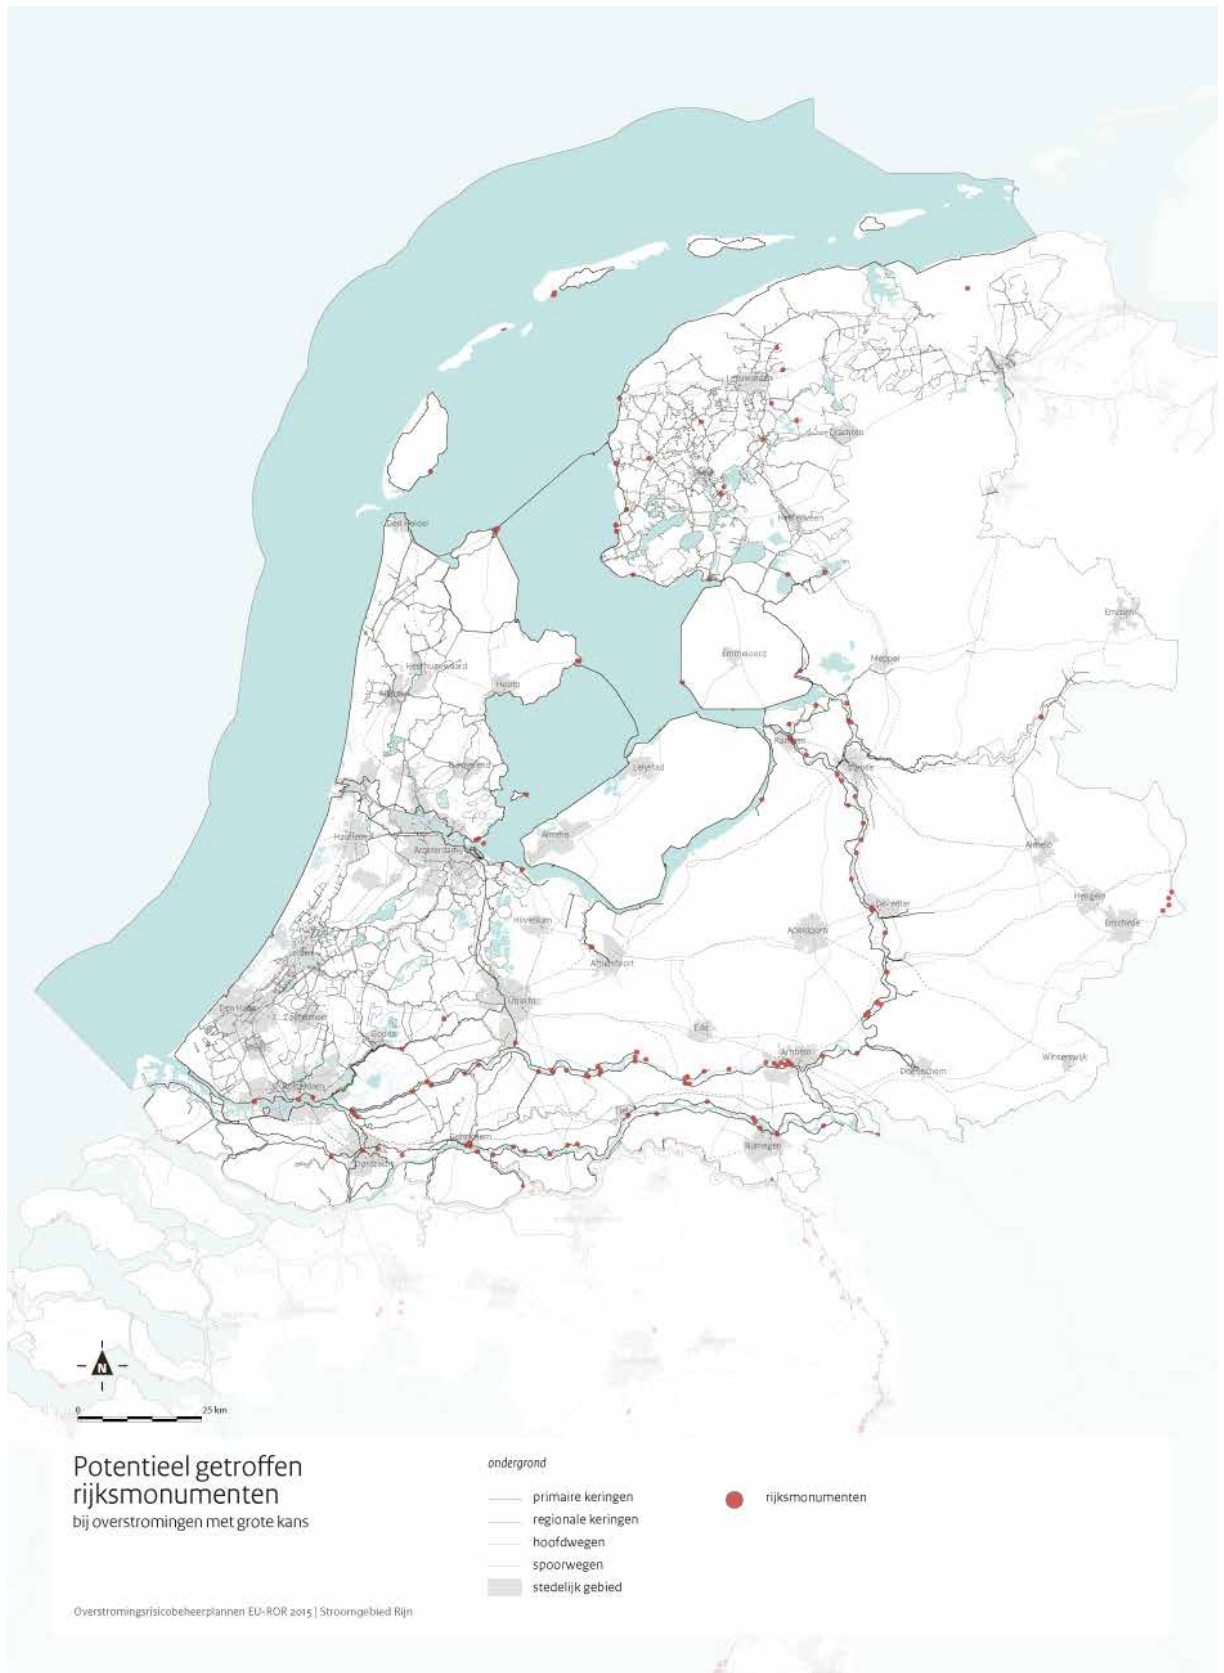 Leeuwarden
Drachten
Den Helder
Heerenveen
Emmen
Heerhugowaard
Emmeloord
Meppel
Hoorn
Alkmaar
Kampen
Zwolle
Purmerend
Lelystad
Haarlem
Almere
Amsterdam
Almelo
Hengelo
Deventer
Enschede
Hilversum
Apeldoorn
Amersfoort
Leiden
Utrecht
Den Haag
Zoetermeer
Gouda
Ede
Arnhem
Winterswijk
Doetinchem
Rotterdam
Tiel
Gorinchem
Nijmegen
Dordrecht
N
0 25 km
Potentieel getroffen
rijksmonumenten
bij overstromingen met grote kans
ondergrond
primaire keringen
regionale keringen
hoofdwegen
spoorwegen
stedelijk gebied
rijksmonumenten
Overstromingsrisicobeheerplannen EU-ROR 2015 | Stroomgebied Rijn